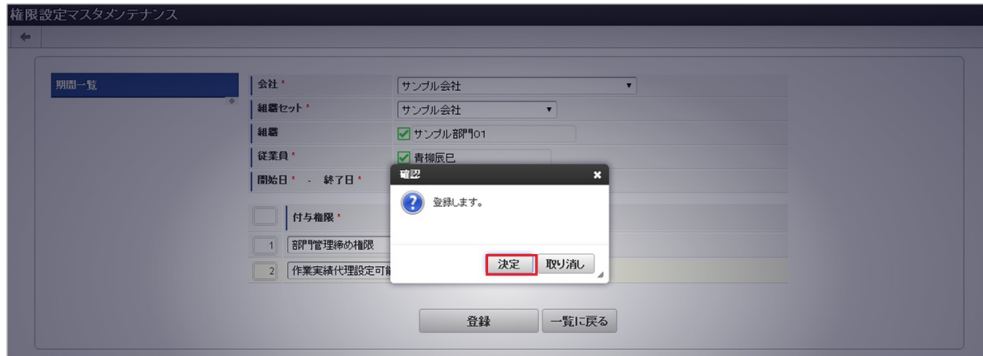 権限設定マスタメンテナンス
期間一覧
会社 * サンプル会社
組織セット * サンプル会社
組織 サンプル部門01
従業員 * 青柳辰巳
開始日 * - 終了日 *
確認
登録します。
決定 取り消し
付与権限 *
1 部門管理締め権限
2 作業実績代理設定可能
登録 一覧に戻る